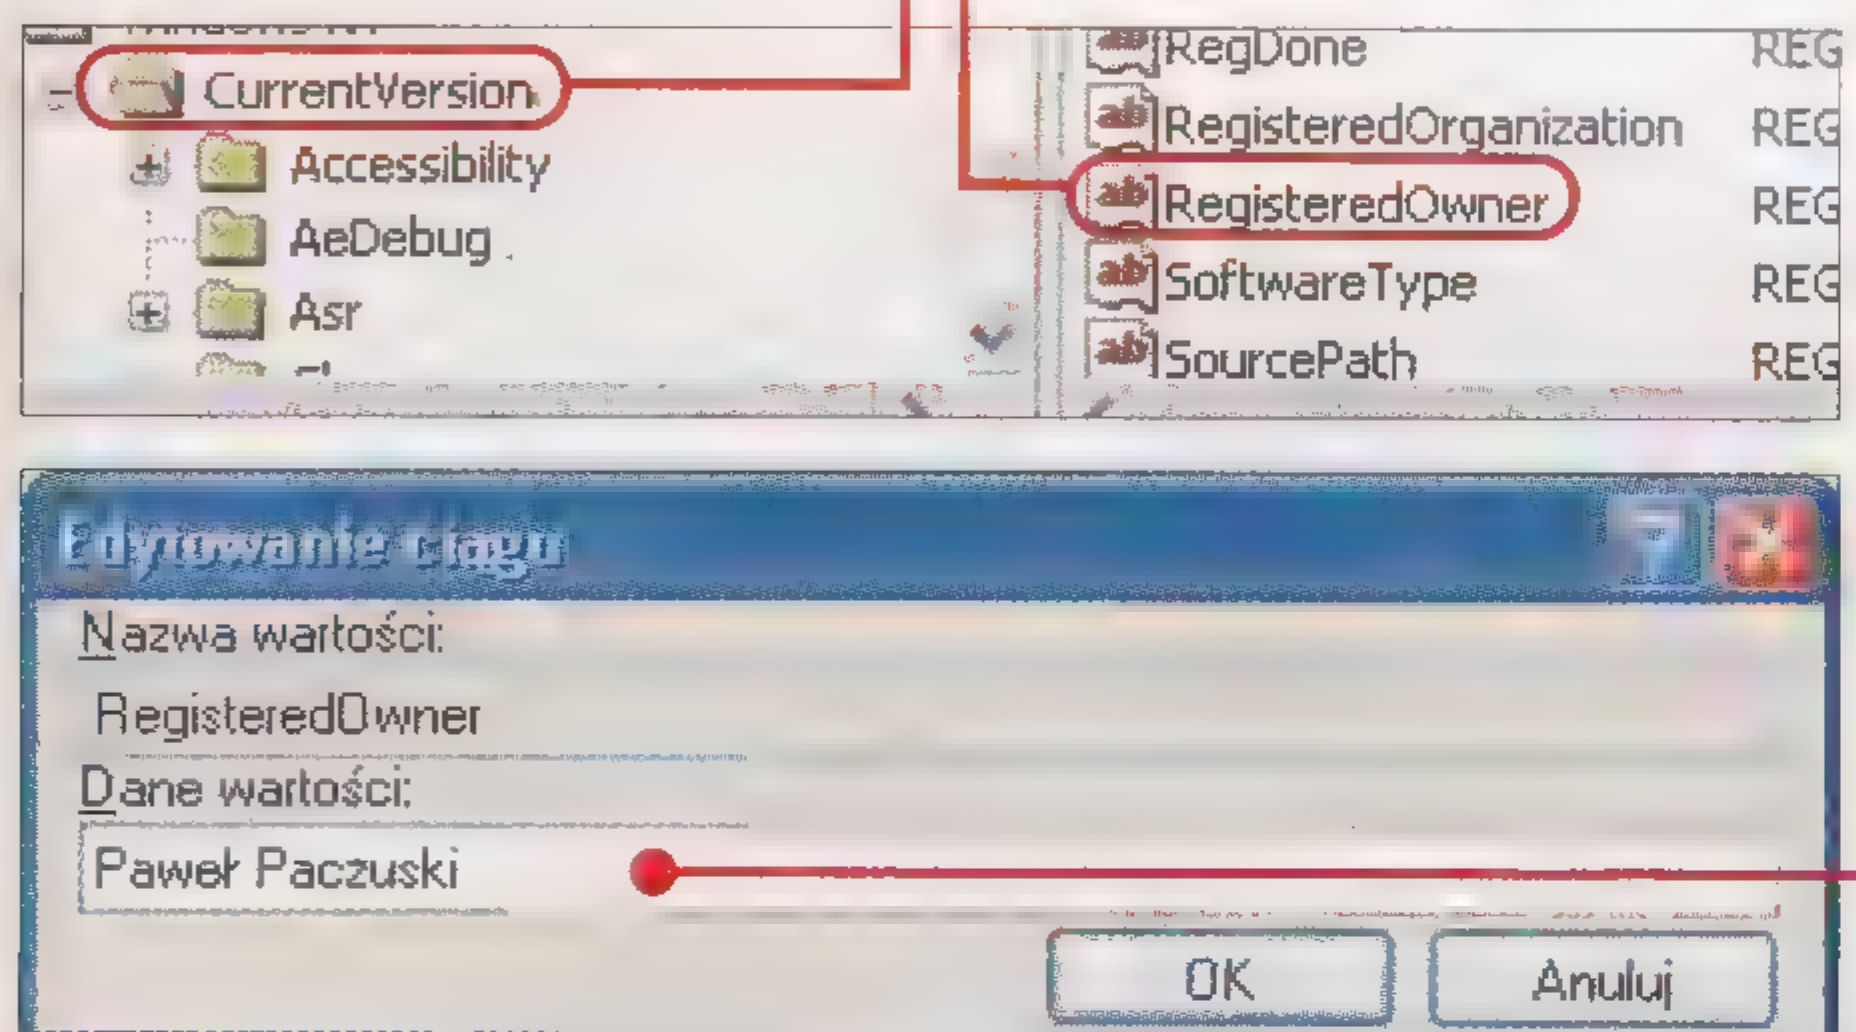 CurrentVersion
Accessibility
AeDebug
Asr
RegDone REG
RegisteredOrganization REG
RegisteredOwner REG
SoftwareType REG
SourcePath REG
Edytowanie ciągu
Nazwa wartości:
RegisteredOwner
Dane wartości:
Paweł Paczuski
OK Anuluj